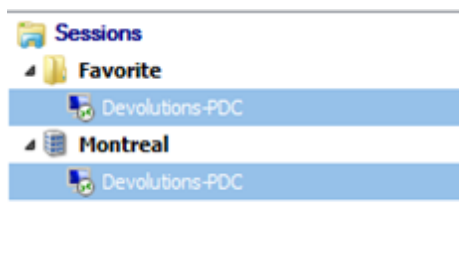 Sessions
Favorite
Devolutions-PDC
Montreal
Devolutions-PDC